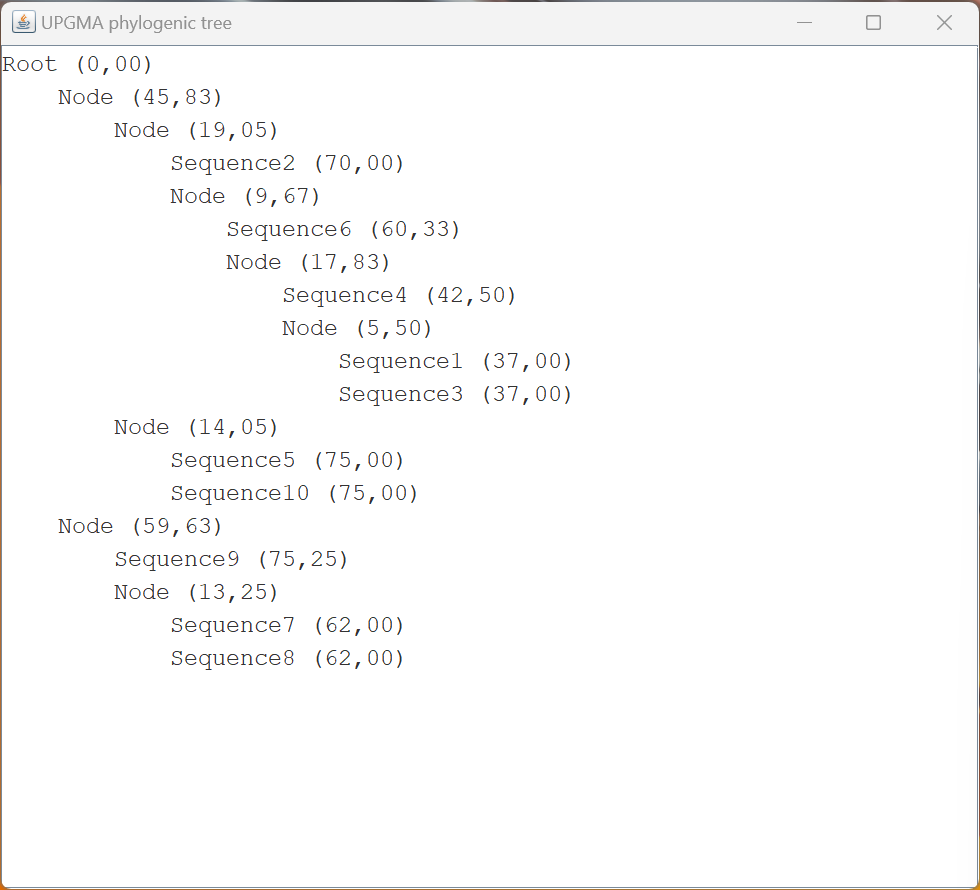 UPGMA phylogenic tree
Root (0,00)
    Node (45,83)
        Node (19,05)
            Sequence2 (70,00)
            Node (9,67)
                Sequence6 (60,33)
                Node (17,83)
                    Sequence4 (42,50)
                    Node (5,50)
                        Sequence1 (37,00)
                        Sequence3 (37,00)
        Node (14,05)
            Sequence5 (75,00)
            Sequence10 (75,00)
    Node (59,63)
        Sequence9 (75,25)
        Node (13,25)
            Sequence7 (62,00)
            Sequence8 (62,00)